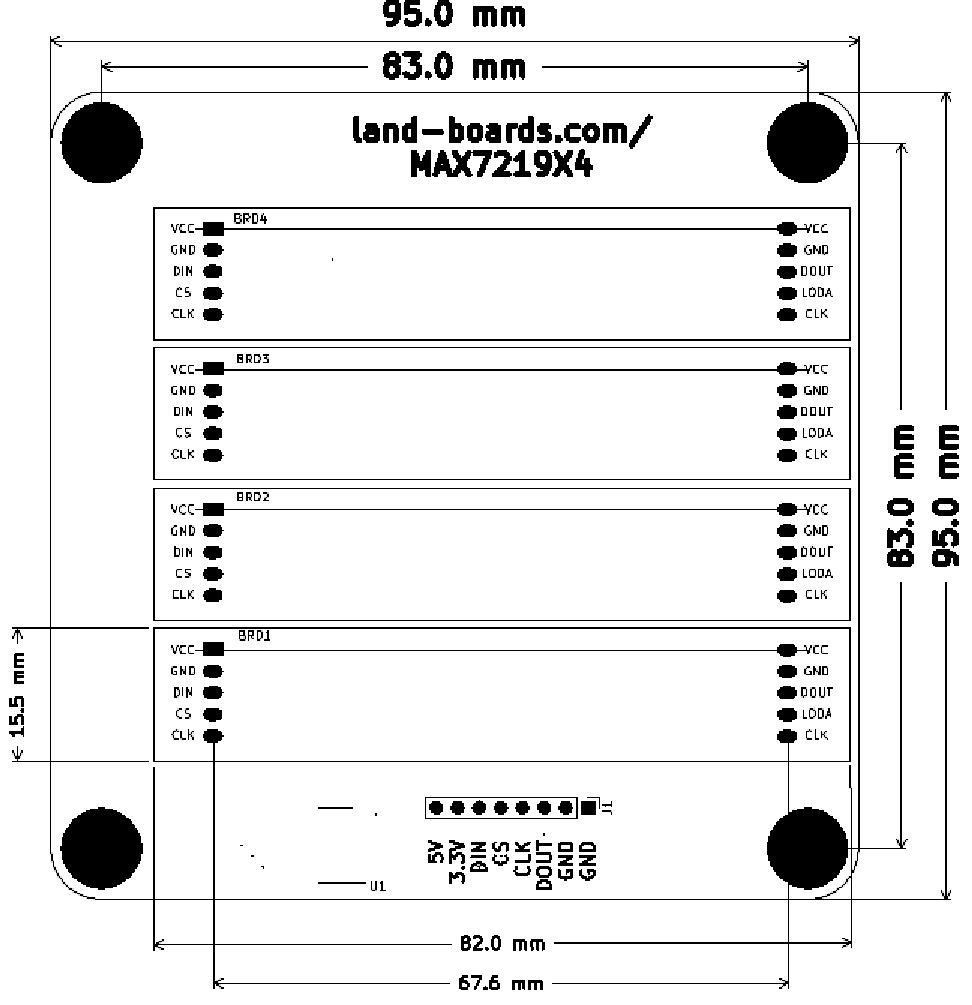 95.0 mm
83.0 mm
land-boards.com/
MAX7219X4
BRD4
VCC VCC
GND GND
DIN DOUT
CS LODA
CLK CLK
BRD3
VCC VCC
GND GND
DIN DOUT
CS LODA
CLK CLK
83.0 mm
95.0 mm
BRD2
VCC VCC
GND GND
DIN DOUT
CS LODA
CLK CLK
15.5 mm
BRD1
VCC VCC
GND GND
DIN DOUT
CS LODA
CLK CLK
J1
5V
3.3V
DIN
CS
CLK
DOUT
GND
GND
U1
82.0 mm
67.6 mm